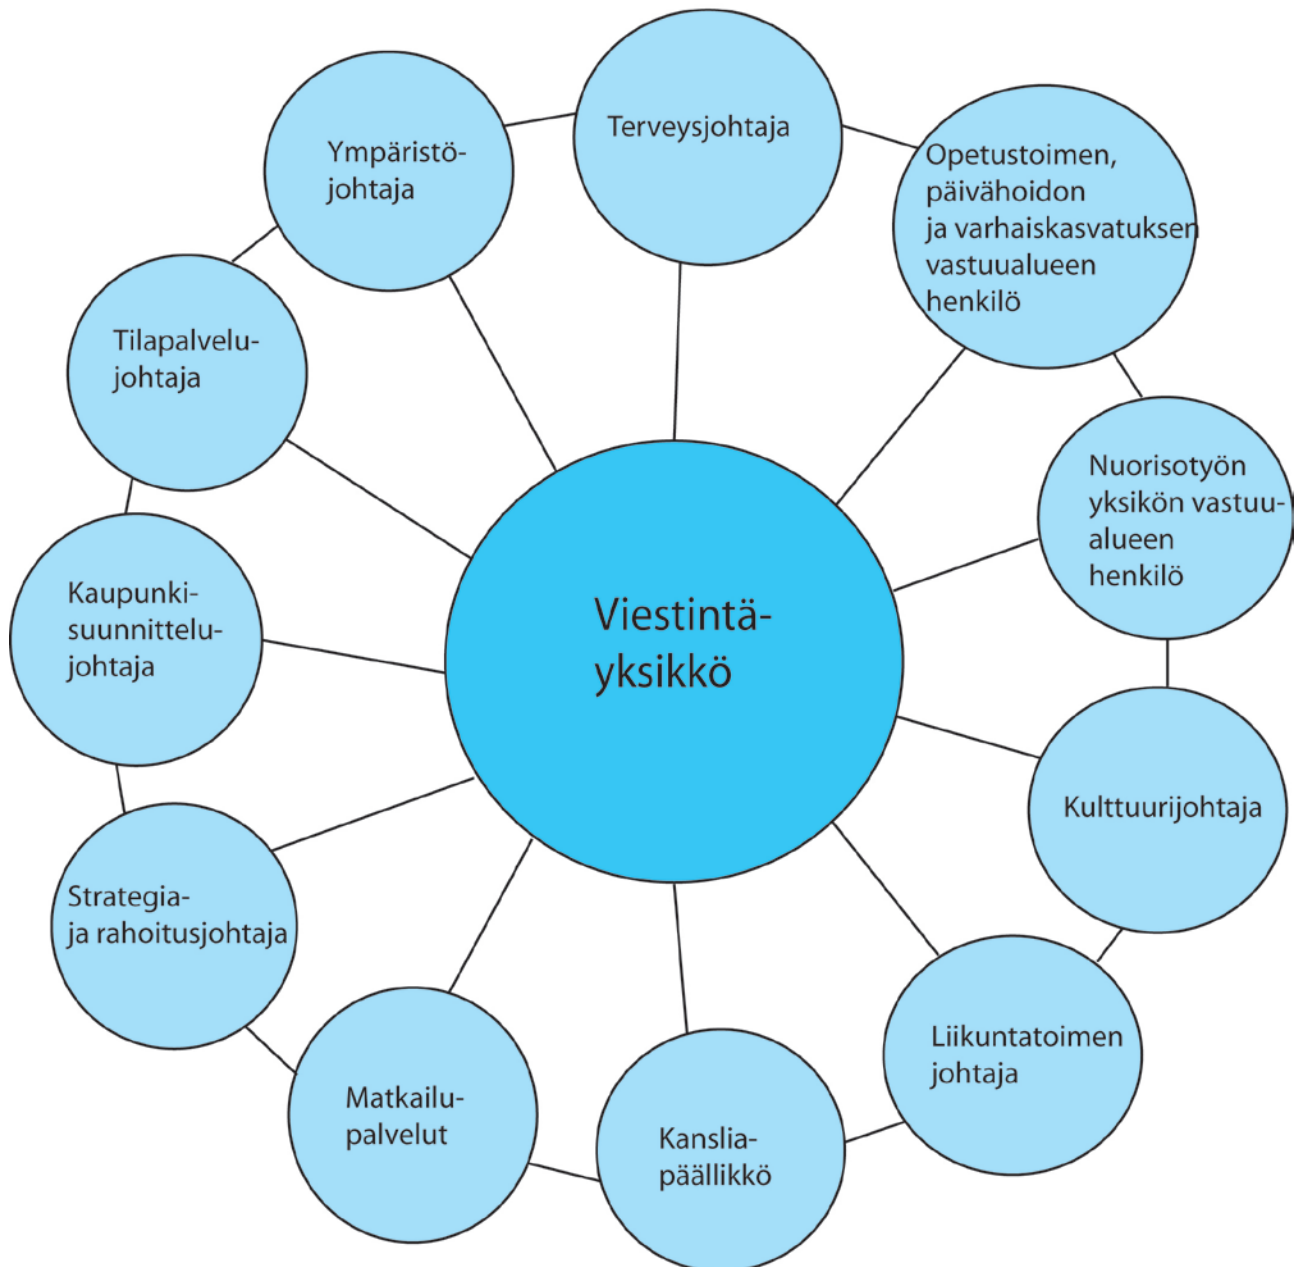 Terveysjohtaja
Opetustoimen,
päivähoidon
ja varhaiskasvatuksen
vastuualueen
henkilö
Nuorisotyön
yksikön vastuu-
alueen
henkilö
Kulttuurijohtaja
Liikuntatoimen
johtaja
Kanslia-
päällikkö
Matkailu-
palvelut
Strategia-
ja rahoitusjohtaja
Kaupunki-
suunnittelu-
johtaja
Tilapalvelu-
johtaja
Ympäristö-
johtaja
Viestintä-
yksikkö